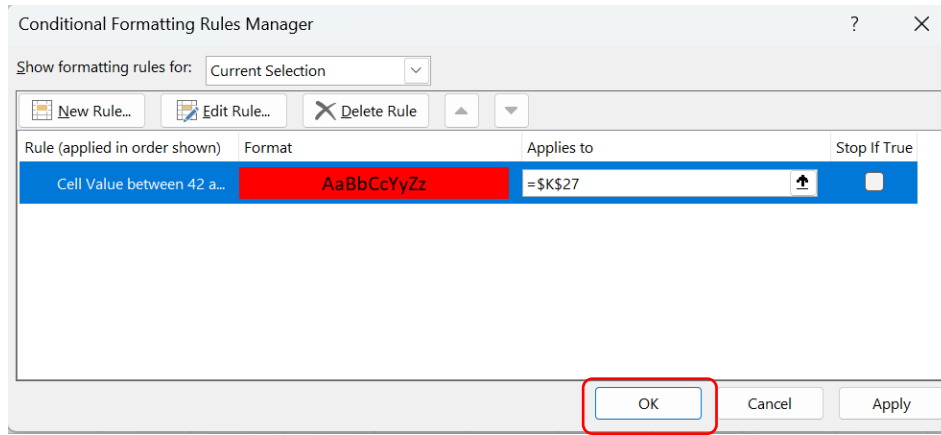 Conditional Formatting Rules Manager ?
Show formatting rules for: Current Selection
New Rule... Edit Rule... Delete Rule
Rule (applied in order shown) Format Applies to Stop If True
Cell Value between 42 a... AaBbCcYyZz =$K$27
OK Cancel Apply